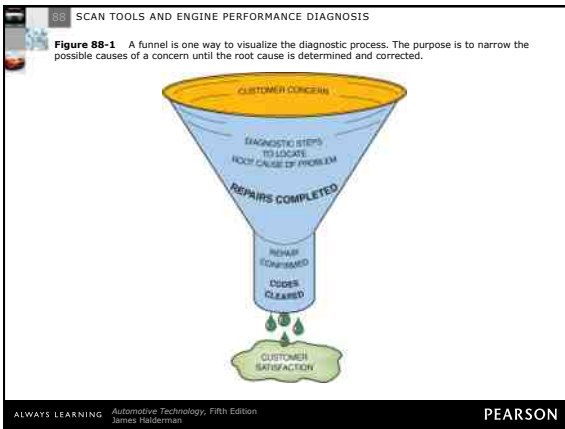 88 SCAN TOOLS AND ENGINE PERFORMANCE DIAGNOSIS
Figure 88-1 A funnel is one way to visualize the diagnostic process. The purpose is to narrow the
possible causes of a concern until the root cause is determined and corrected.
CUSTOMER CONCERN
DIAGNOSTIC STEPS
TO LOCATE
ROOT CAUSE OF PROBLEM
REPAIRS COMPLETED
REPAIR
CONFIRMED
CODES
CLEARED
CUSTOMER
SATISFACTION
ALWAYS LEARNING Automotive Technology, Fifth Edition
James Halderman
PEARSON